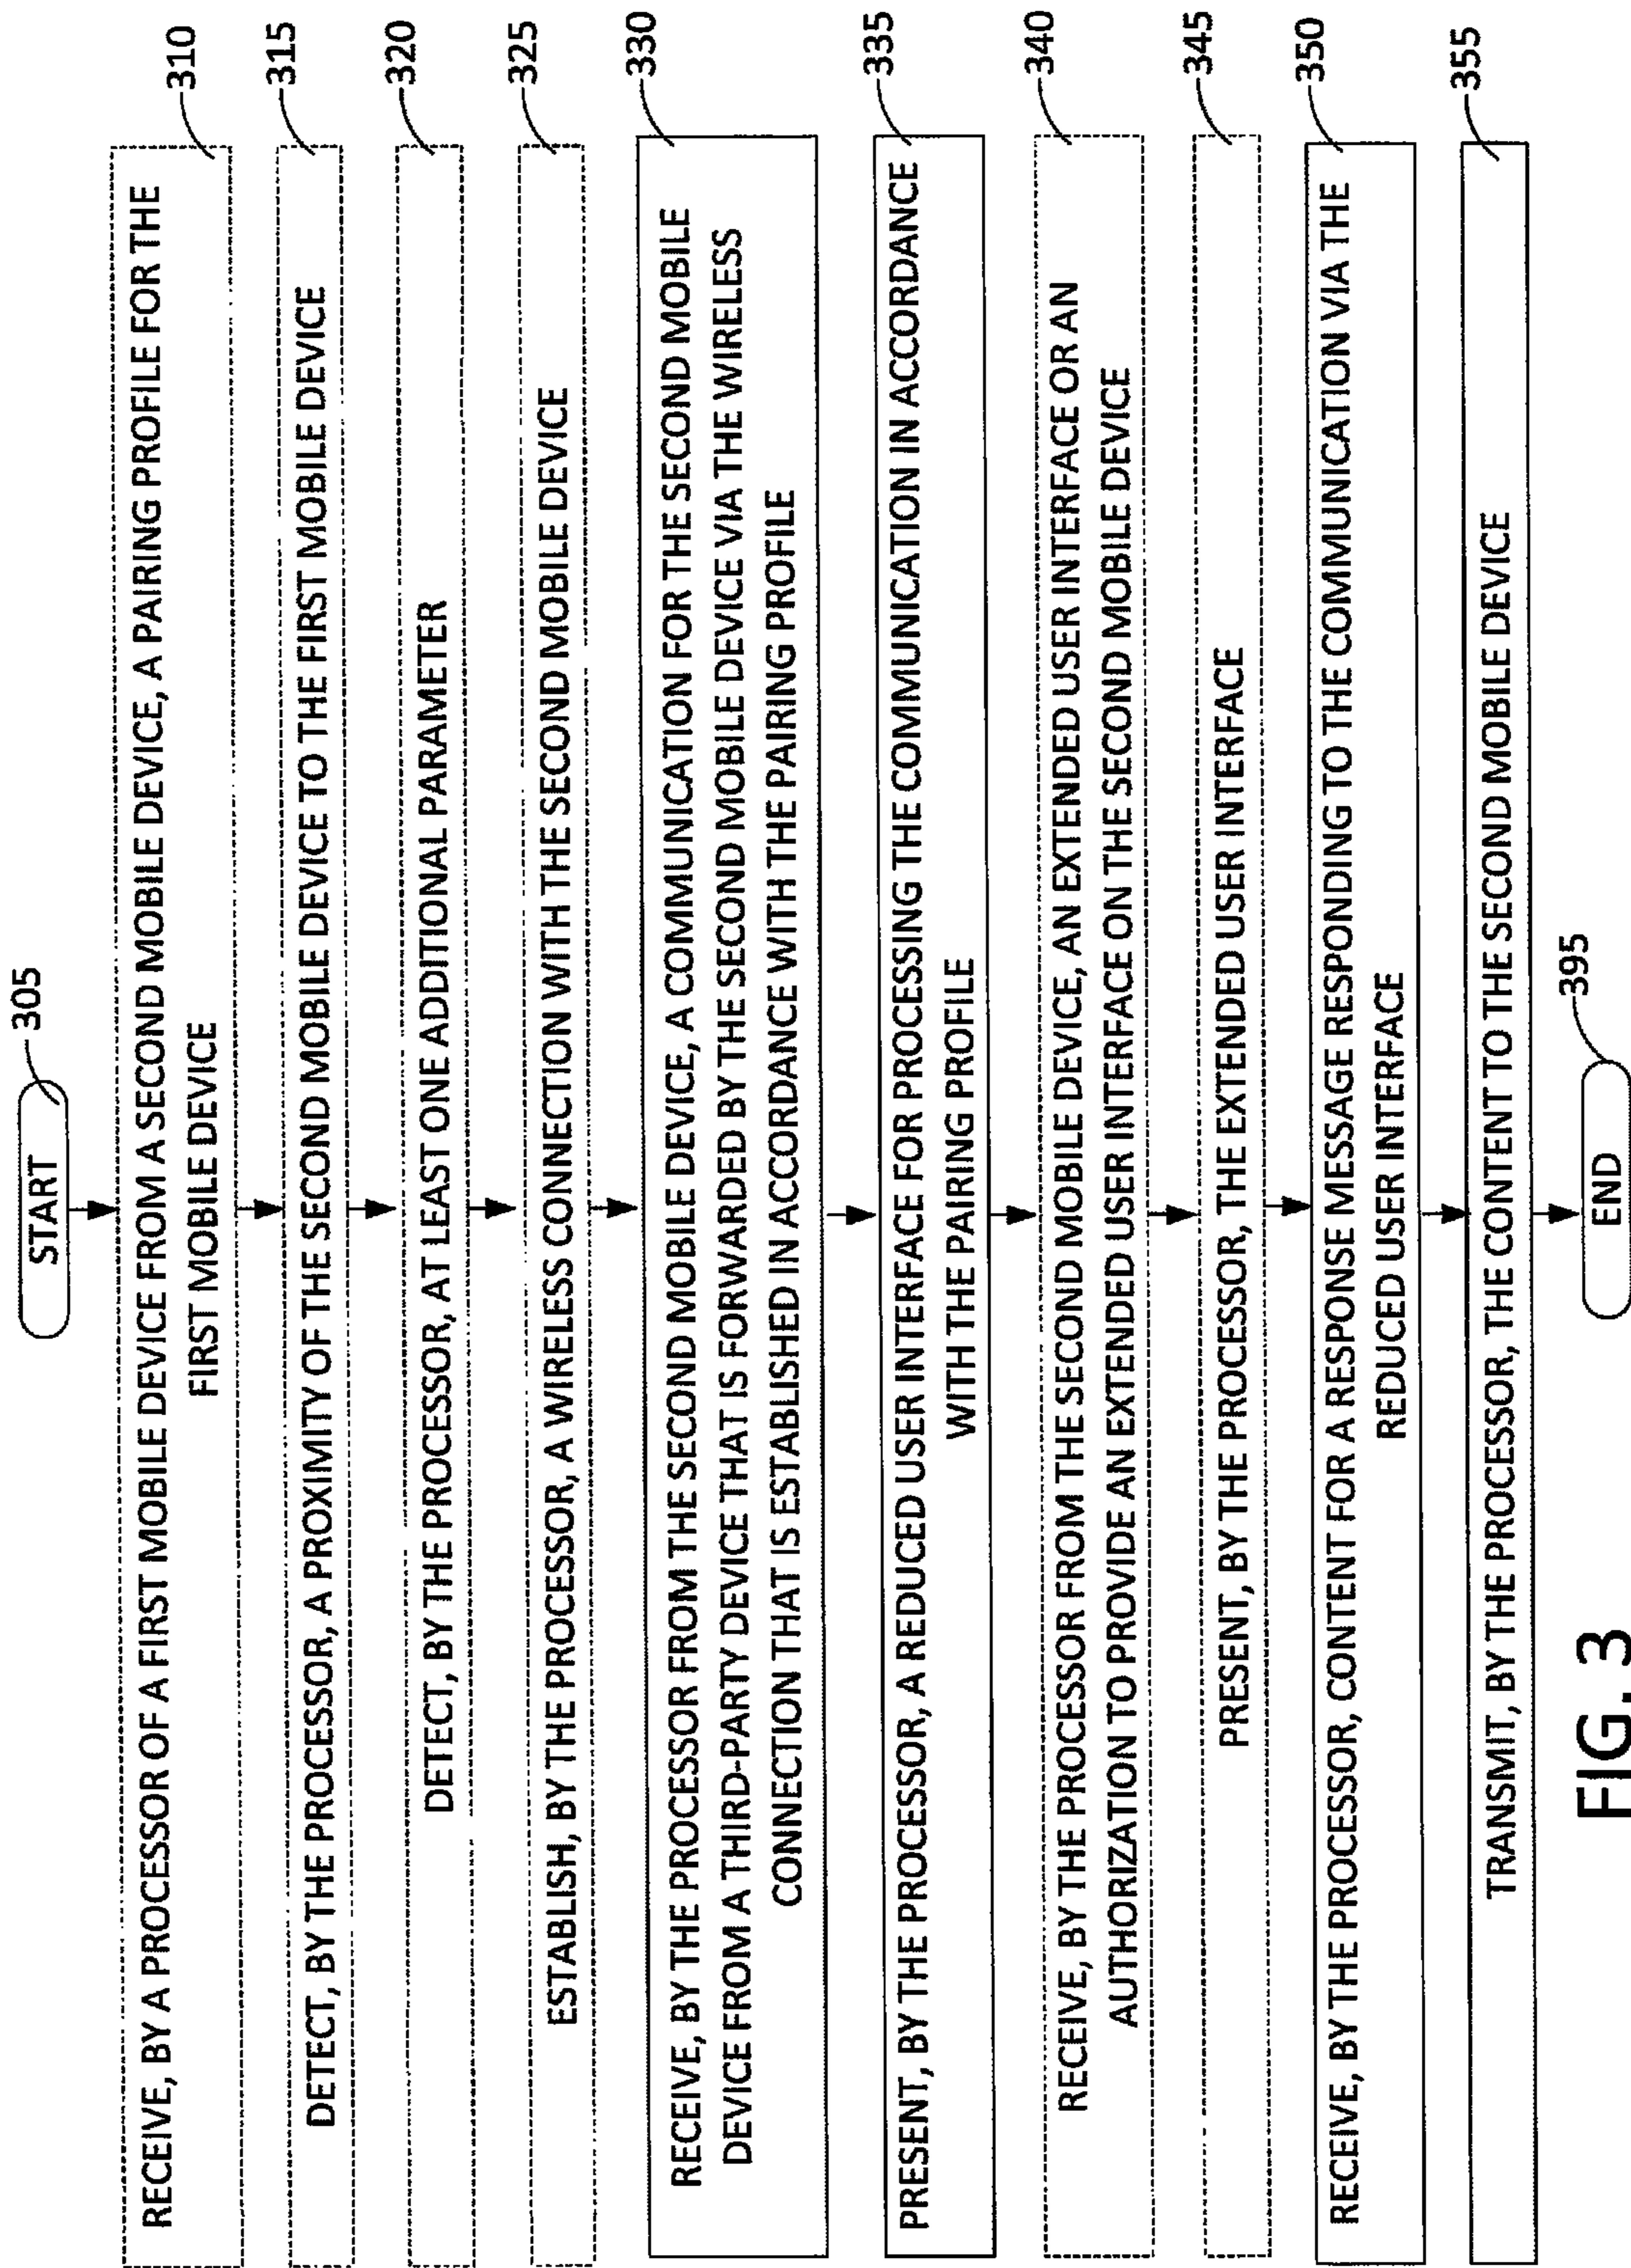 START
305
RECEIVE, BY A PROCESSOR OF A FIRST MOBILE DEVICE FROM A SECOND MOBILE DEVICE, A PAIRING PROFILE FOR THE
FIRST MOBILE DEVICE
310
DETECT, BY THE PROCESSOR, A PROXIMITY OF THE SECOND MOBILE DEVICE TO THE FIRST MOBILE DEVICE
315
DETECT, BY THE PROCESSOR, AT LEAST ONE ADDITIONAL PARAMETER
320
ESTABLISH, BY THE PROCESSOR, A WIRELESS CONNECTION WITH THE SECOND MOBILE DEVICE
325
RECEIVE, BY THE PROCESSOR FROM THE SECOND MOBILE DEVICE, A COMMUNICATION FOR THE SECOND MOBILE
DEVICE FROM A THIRD-PARTY DEVICE THAT IS FORWARDED BY THE SECOND MOBILE DEVICE VIA THE WIRELESS
CONNECTION THAT IS ESTABLISHED IN ACCORDANCE WITH THE PAIRING PROFILE
330
PRESENT, BY THE PROCESSOR, A REDUCED USER INTERFACE FOR PROCESSING THE COMMUNICATION IN ACCORDANCE
WITH THE PAIRING PROFILE
335
RECEIVE, BY THE PROCESSOR FROM THE SECOND MOBILE DEVICE, AN EXTENDED USER INTERFACE OR AN
AUTHORIZATION TO PROVIDE AN EXTENDED USER INTERFACE ON THE SECOND MOBILE DEVICE
340
PRESENT, BY THE PROCESSOR, THE EXTENDED USER INTERFACE
345
RECEIVE, BY THE PROCESSOR, CONTENT FOR A RESPONSE MESSAGE RESPONDING TO THE COMMUNICATION VIA THE
REDUCED USER INTERFACE
350
TRANSMIT, BY THE PROCESSOR, THE CONTENT TO THE SECOND MOBILE DEVICE
355
END
395
FIG. 3